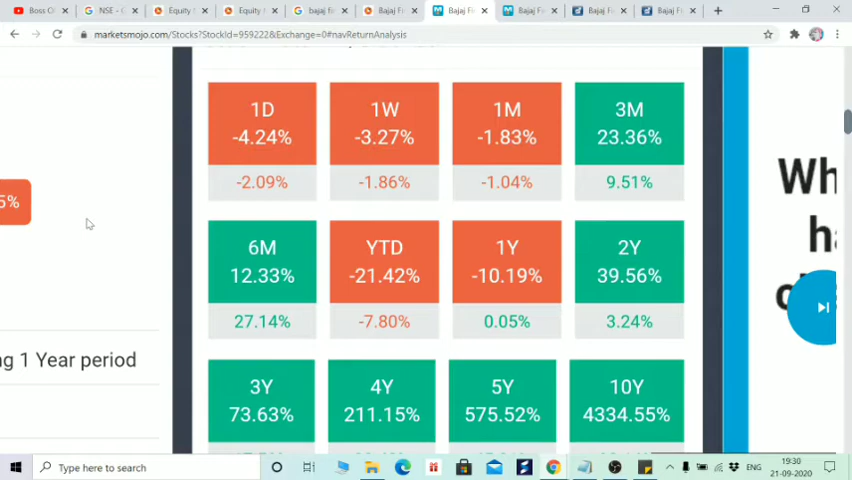 Boss O
NSE - G
Equity
Equity
bajaj fi
Bajaj Fi
Bajaj Fi
Bajaj Fi
Bajaj Fi
Bajaj Fi
marketsmojo.com/Stocks?StockId=959222&Exchange=0#navReturnAnalysis
1D 1W 1M 3M
-4.24% -3.27% -1.83% 23.36%
-2.09% -1.86% -1.04% 9.51%
5%
6M YTD 1Y 2Y
12.33% -21.42% -10.19% 39.56%
27.14% -7.80% 0.05% 3.24%
g 1 Year period
3Y 4Y 5Y 10Y
73.63% 211.15% 575.52% 4334.55%
Wh
ha
Type here to search
ENG
19:30
21-09-2020